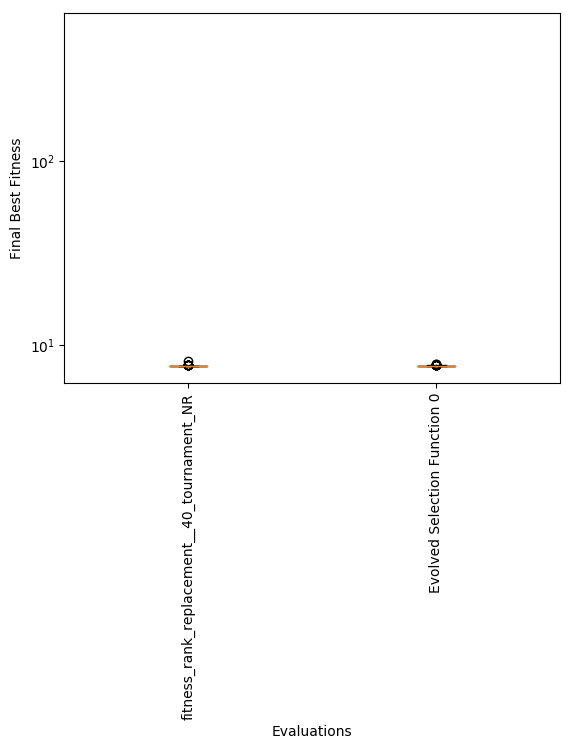 Final Best Fitness
10²
10¹
fitness_rank_replacement__40_tournament_NR
Evolved Selection Function 0
Evaluations